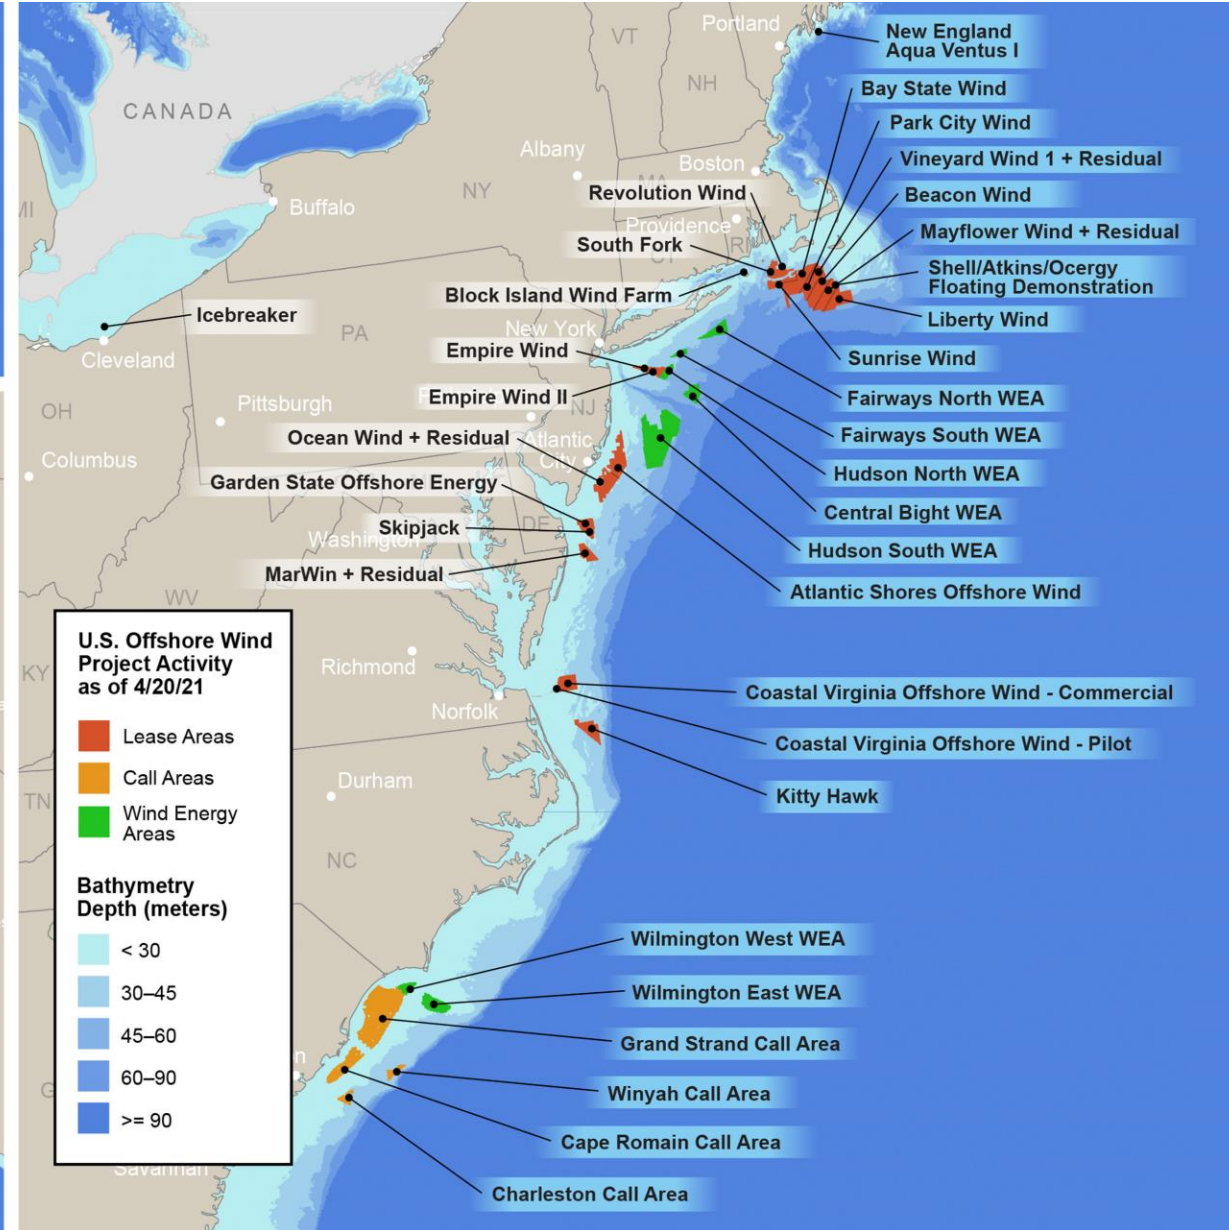 Portland
New England
Aqua Ventus I
VT
NH
Bay State Wind
CANADA
Park City Wind
Albany
Boston
Vineyard Wind 1 + Residual
NY
MA
Revolution Wind
Beacon Wind
MI
Buffalo
Providence
Mayflower Wind + Residual
South Fork
RI
CT
Shell/Atkins/Ocergy
Floating Demonstration
Block Island Wind Farm
Icebreaker
Liberty Wind
PA
New York
Cleveland
Empire Wind
Sunrise Wind
Empire Wind II
Fairways North WEA
OH
Pittsburgh
NJ
Fairways South WEA
Ocean Wind + Residual
Atlantic
City
Columbus
Hudson North WEA
Garden State Offshore Energy
Central Bight WEA
Skipjack
DE
Washington
Hudson South WEA
MarWin + Residual
Atlantic Shores Offshore Wind
WV
U.S. Offshore Wind
Project Activity
as of 4/20/21
KY
Richmond
Coastal Virginia Offshore Wind - Commercial
Norfolk
Lease Areas
Coastal Virginia Offshore Wind - Pilot
Call Areas
Durham
TN
Kitty Hawk
Wind Energy
Areas
NC
Bathymetry
Depth (meters)
< 30
Wilmington West WEA
30–45
Wilmington East WEA
45–60
Grand Strand Call Area
60–90
Winyah Call Area
>= 90
Cape Romain Call Area
Savannah
Charleston Call Area